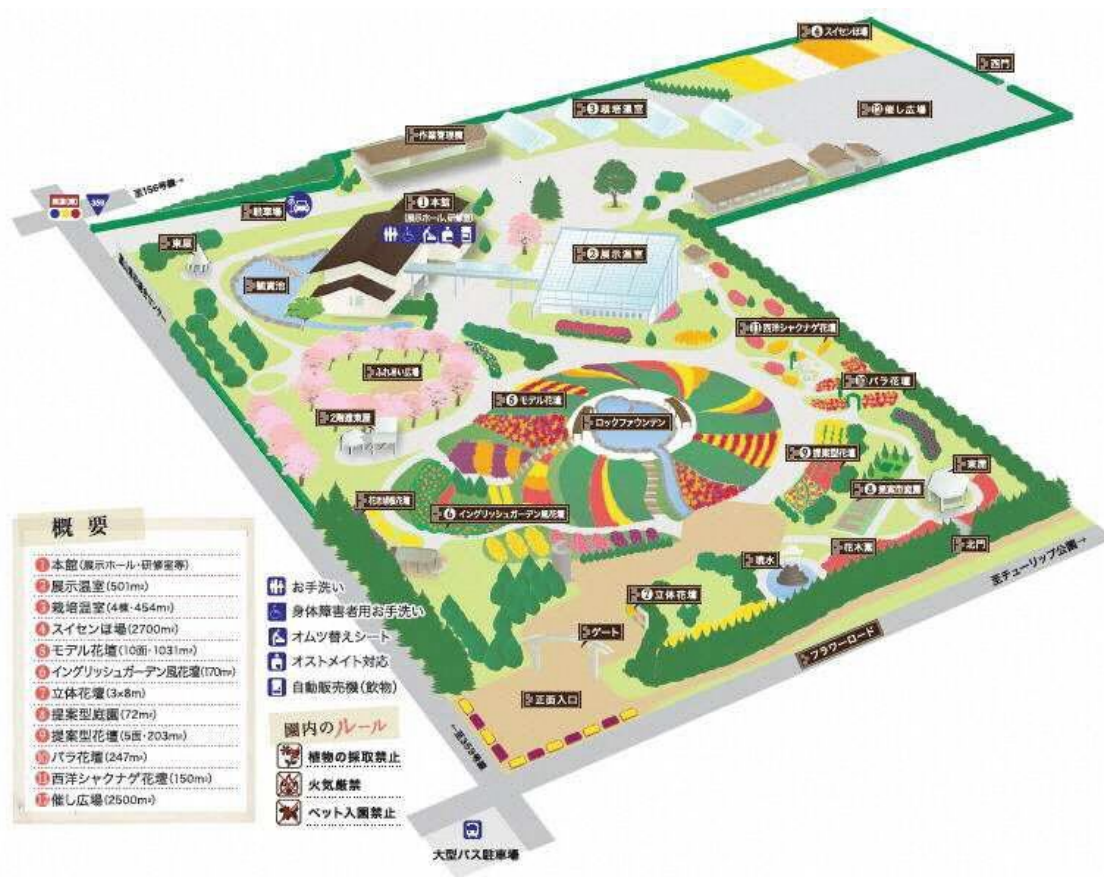 ④スイセンほ場
西門
③栽培温室
⑫催し広場
作業管理棟
至156号線→
359
①本館
(展示ホール、研修室)
駐車場
東屋
②展示温室
観賞池
⑪西洋シャクナゲ花壇
ふれあい広場
⑩バラ花壇
⑤モデル花壇
ロックファウンテン
2階建東屋
⑨提案型花壇
東屋
⑧提案型庭園
⑥イングリッシュガーデン風花壇
花木葉
北門
噴水
至チューリップ公園→
⑦立体花壇
ゲート
フラワーロード
正面入口
←至359号線
大型バス駐車場
概要
①本館(展示ホール・研修室等)
②展示温室(501m²)
③栽培温室(4棟・454m²)
④スイセンほ場(2700m²)
⑤モデル花壇(10面・1031m²)
⑥イングリッシュガーデン風花壇(170m²)
⑦立体花壇(3×8m)
⑧提案型庭園(72m²)
⑨提案型花壇(5面・203m²)
⑩バラ花壇(247m²)
⑪西洋シャクナゲ花壇(150m²)
⑫催し広場(2500m²)
お手洗い
身体障害者用お手洗い
オムツ替えシート
オストメイト対応
自動販売機(飲物)
園内のルール
植物の採取禁止
火気厳禁
ペット入園禁止